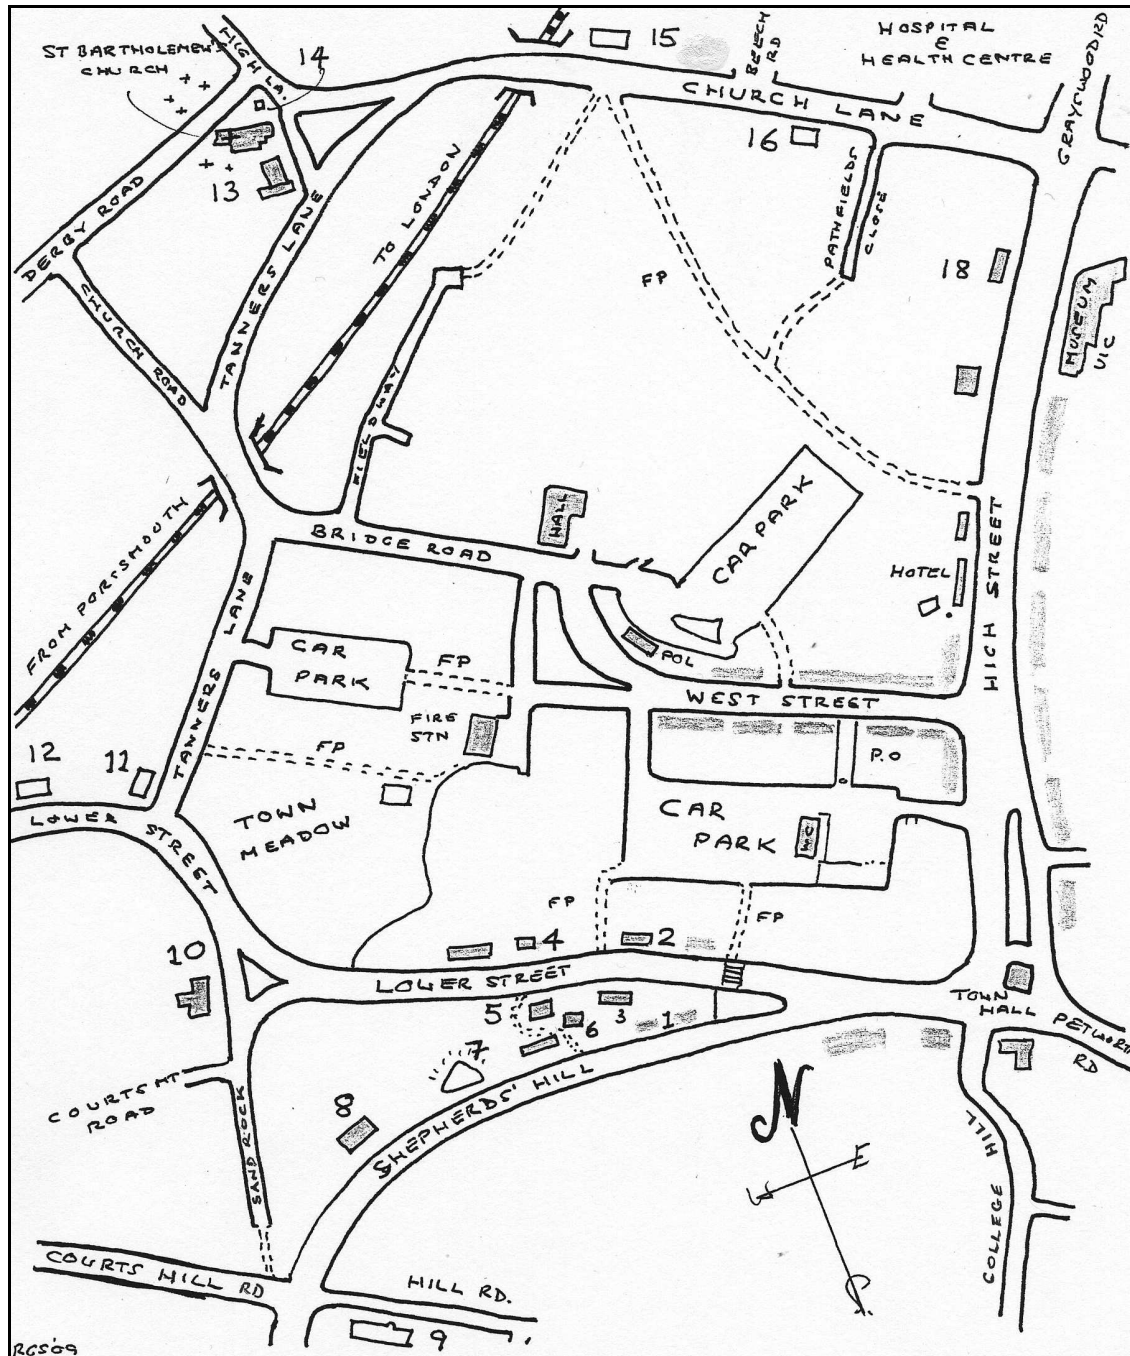 ST BARTHOLEMEW'S
CHURCH
HIGH LA.
14
15
BEECH
RD
HOSPITAL
&
HEALTH CENTRE
GRAYSWOOD RD
CHURCH LANE
16
13
DERBY ROAD
TANNERS LANE
TO LONDON
PATHFIELDS
CLOSE
FP
18
MUSEUM
VIC
CHURCH ROAD
FIELDWAY
FROM PORTSMOUTH
BRIDGE ROAD
HALL
CAR PARK
HOTEL
HIGH STREET
TANNERS LANE
CAR
PARK
FP
POL
WEST STREET
FIRE
STN
FP
P.O
12
11
LOWER STREET
TOWN
MEADOW
CAR
PARK
WC
FP
FP
10
4
2
LOWER STREET
TOWN
HALL
PETWORTH
RD
5
6
3
1
7
8
COURTS MT
ROAD
SAND ROCK
SHEPHERDS' HILL
N
E
W
S
COLLEGE HILL
COURTS HILL RD
HILL RD.
9
RCS'09